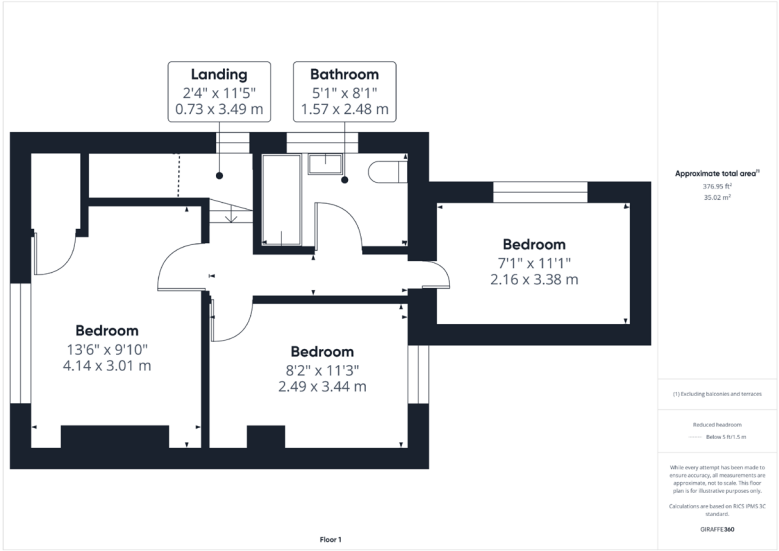 Landing
2'4" x 11'5"
0.73 x 3.49 m
Bathroom
5'1" x 8'1"
1.57 x 2.48 m
Bedroom
7'1" x 11'1"
2.16 x 3.38 m
Bedroom
13'6" x 9'10"
4.14 x 3.01 m
Bedroom
8'2" x 11'3"
2.49 x 3.44 m
Floor 1
Approximate total area⁽¹⁾
376.95 ft²
35.02 m²
(1) Excluding balconies and terraces
Reduced headroom
Below 5 ft/1.5 m
While every attempt has been made to
ensure accuracy, all measurements are
approximate, not to scale. This floor
plan is for illustrative purposes only.
Calculations are based on RICS IPMS 3C
standard.
GIRAFFE360